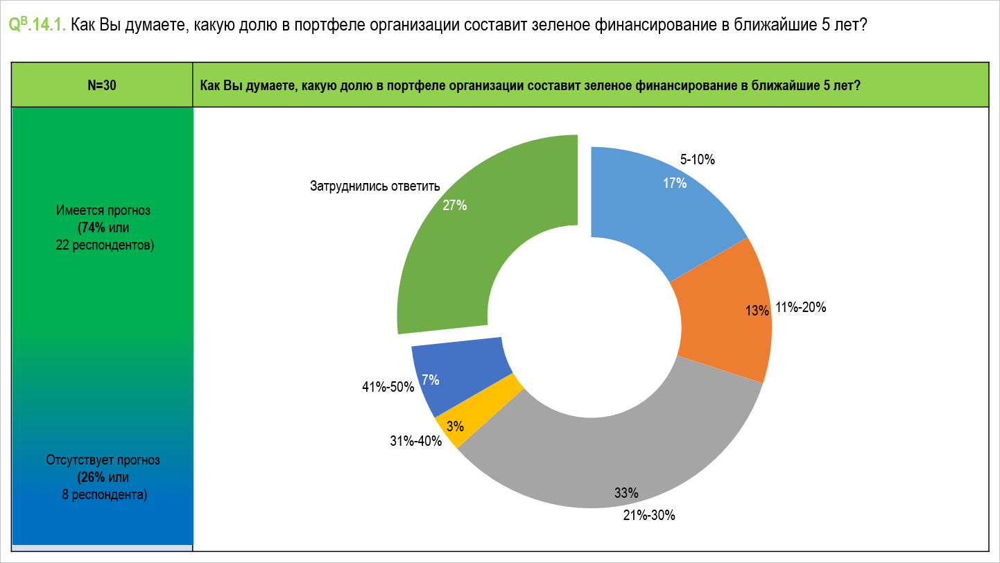 QB.14.1. Как Вы думаете, какую долю в портфеле организации составит зеленое финансирование в ближайшие 5 лет?
N=30
Как Вы думаете, какую долю в портфеле организации составит зеленое финансирование в ближайшие 5 лет?
Имеется прогноз
(74% или
22 респондентов)
Отсутствует прогноз
(26% или
8 респондента)
5-10%
17%
13%
11%-20%
33%
21%-30%
3%
31%-40%
7%
41%-50%
Затруднились ответить
27%